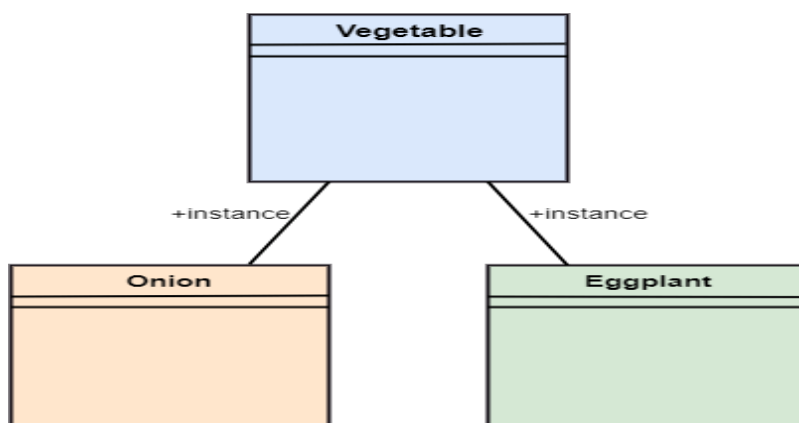 Vegetable
+instance
+instance
Onion
Eggplant